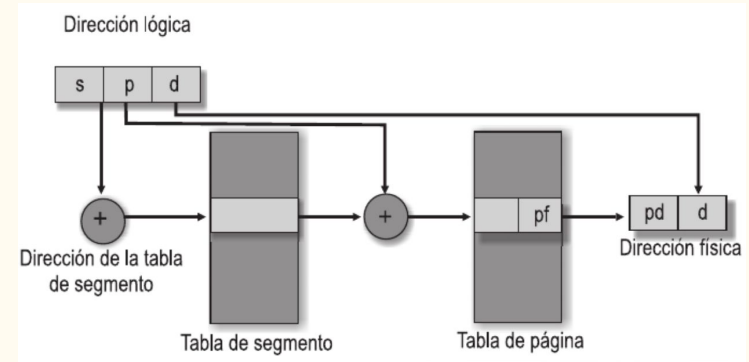 Dirección lógica
s p d
+
+
pf
pd d
Dirección de la tabla
de segmento
Dirección física
Tabla de segmento
Tabla de página